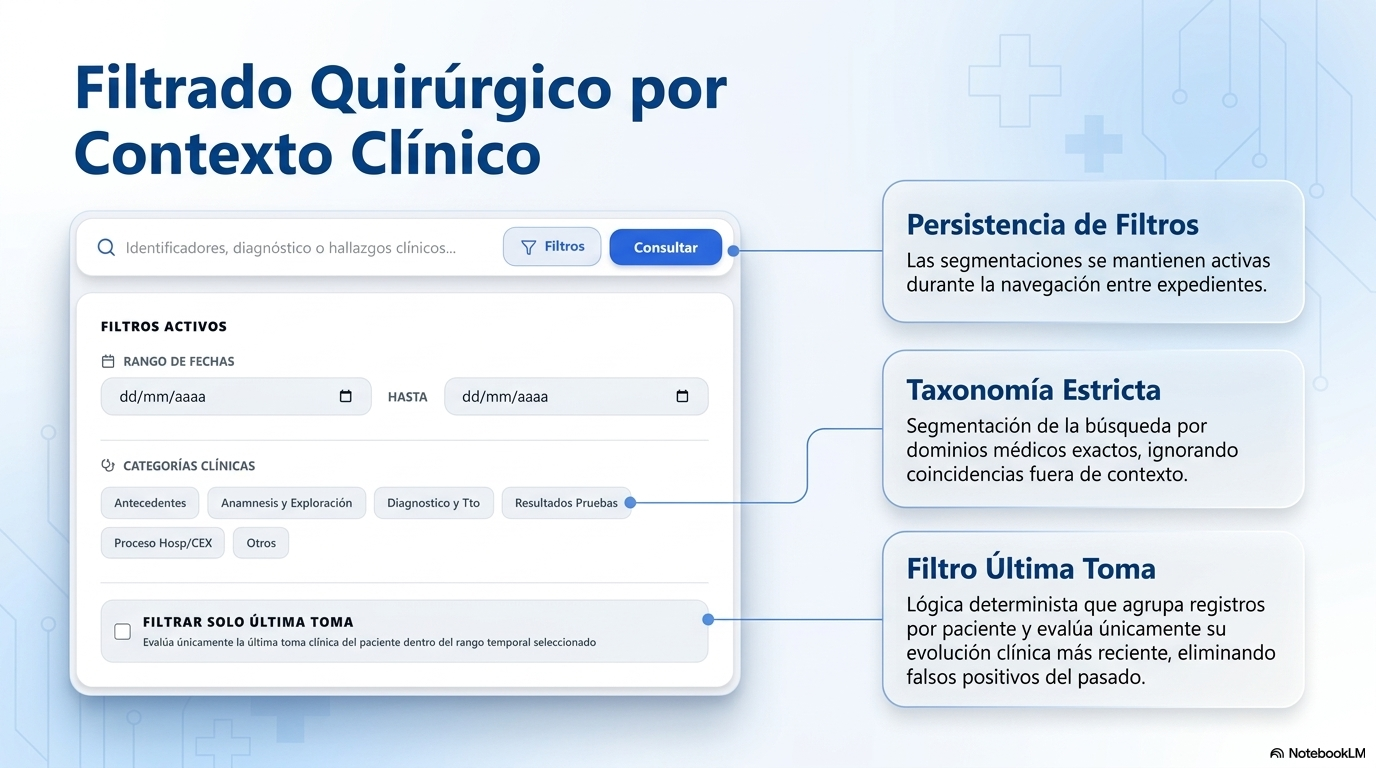 Filtrado Quirúrgico por
Contexto Clínico
Identificadores, diagnóstico o hallazgos clínicos...
Filtros
Consultar
FILTROS ACTIVOS
RANGO DE FECHAS
dd/mm/aaaa
HASTA
dd/mm/aaaa
CATEGORÍAS CLÍNICAS
Antecedentes
Anamnesis y Exploración
Diagnostico y Tto
Resultados Pruebas
Proceso Hosp/CEX
Otros
FILTRAR SOLO ÚLTIMA TOMA
Evalúa únicamente la última toma clínica del paciente dentro del rango temporal seleccionado
Persistencia de Filtros
Las segmentaciones se mantienen activas
durante la navegación entre expedientes.
Taxonomía Estricta
Segmentación de la búsqueda por
dominios médicos exactos, ignorando
coincidencias fuera de contexto.
Filtro Última Toma
Lógica determinista que agrupa registros
por paciente y evalúa únicamente su
evolución clínica más reciente, eliminando
falsos positivos del pasado.
NotebookLM